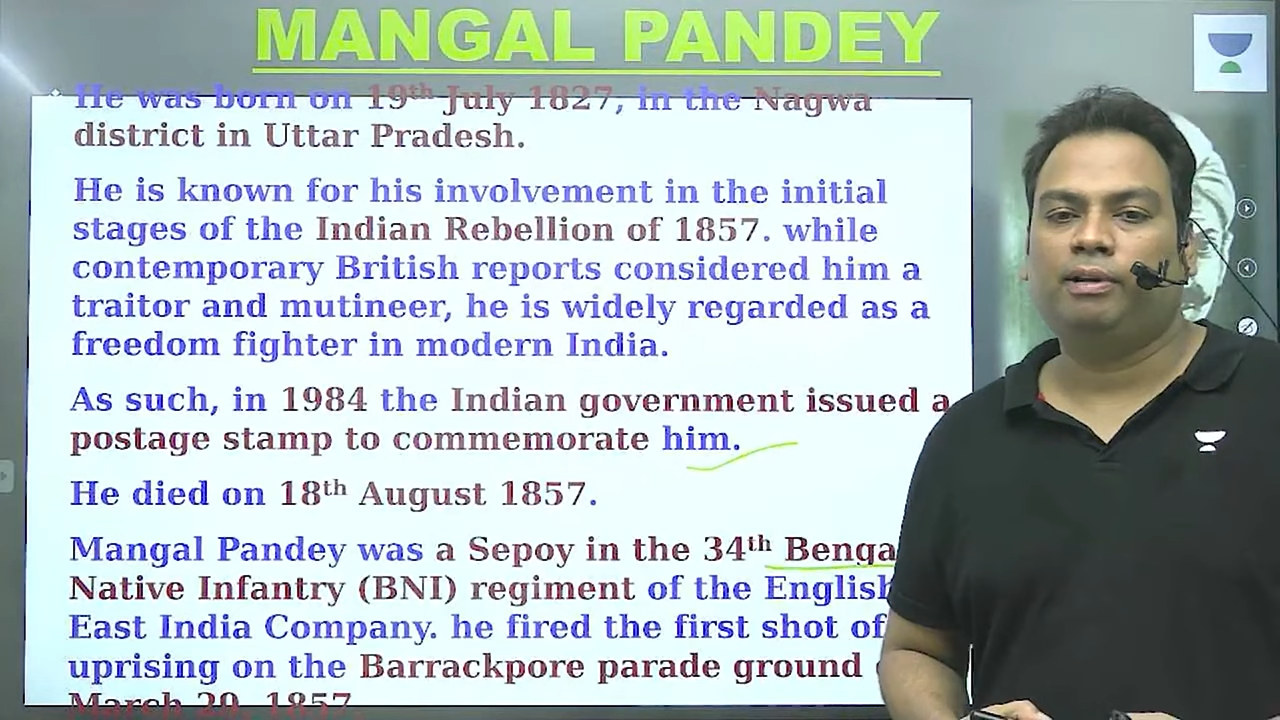 MANGAL PANDEY
He was born on 19th July 1827, in the Nagwa
district in Uttar Pradesh.
He is known for his involvement in the initial
stages of the Indian Rebellion of 1857. while
contemporary British reports considered him a
traitor and mutineer, he is widely regarded as a
freedom fighter in modern India.
As such, in 1984 the Indian government issued a
postage stamp to commemorate him.
He died on 18th August 1857.
Mangal Pandey was a Sepoy in the 34th Benga
Native Infantry (BNI) regiment of the English
East India Company. he fired the first shot of
uprising on the Barrackpore parade ground
March 20, 1857.